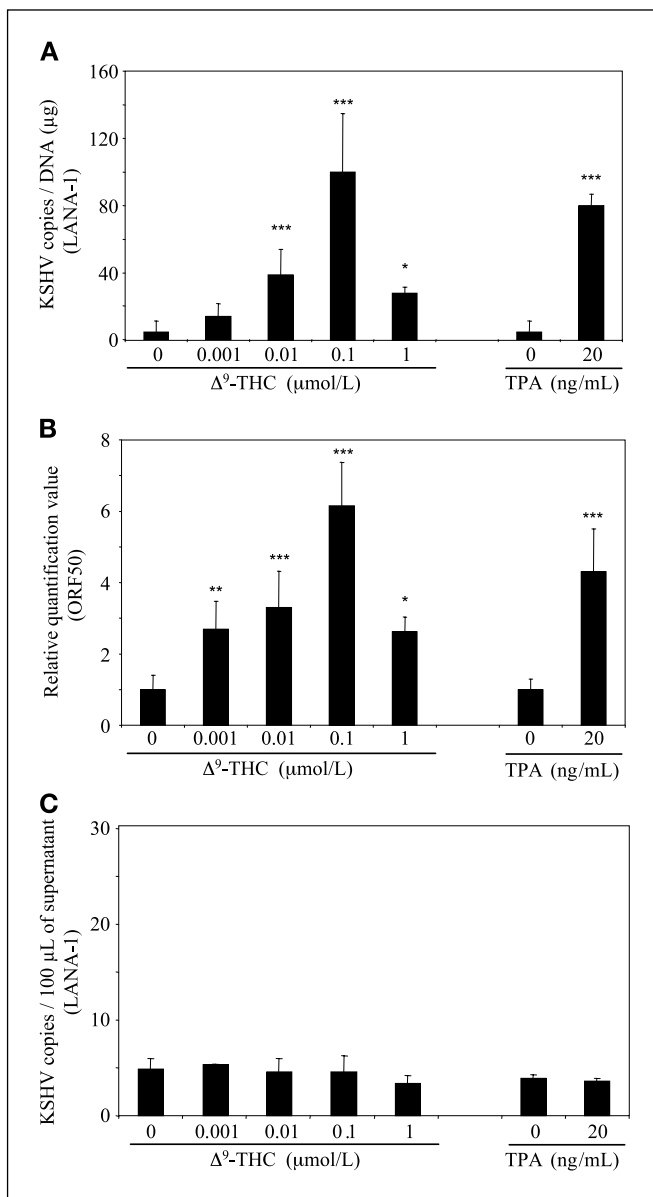 A
KSHV copies / DNA (μg)
(LANA-1)
160
120
80
40
0
***
*
***
***
0 0.001 0.01 0.1 1 0 20
Δ⁹-THC (μmol/L) TPA (ng/mL)
B
Relative quantification value
(ORF50)
8
6
4
2
0
**
***
***
*
***
0 0.001 0.01 0.1 1 0 20
Δ⁹-THC (μmol/L) TPA (ng/mL)
C
KSHV copies / 100 μL of supernatant
(LANA-1)
30
20
10
0
0 0.001 0.01 0.1 1 0 20
Δ⁹-THC (μmol/L) TPA (ng/mL)